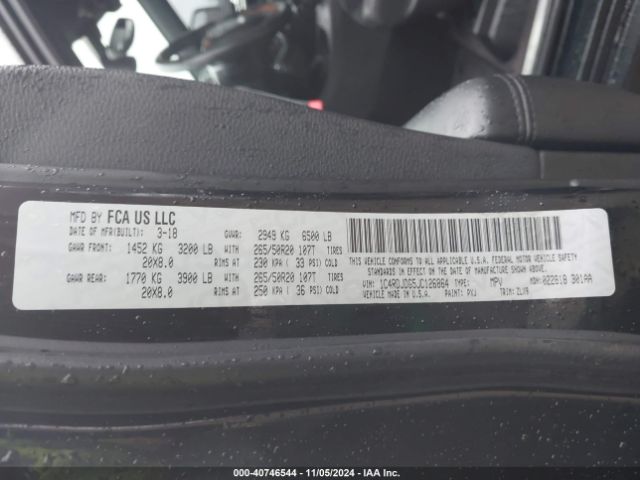 MFD BY FCA US LLC
DATE OF MFR(BUILT): 3-18 GVWR: 2949 KG 6500 LB
GAWR FRONT: 1452 KG 3200 LB WITH 265/50R20 107T TIRES
20X8.0 RIMS AT 230 KPA ( 33 PSI) COLD
GAWR REAR: 1770 KG 3900 LB WITH 265/50R20 107T TIRES
20X8.0 RIMS AT 250 KPA ( 36 PSI) COLD
THIS VEHICLE CONFORMS TO ALL APPLICABLE U.S.A. FEDERAL MOTOR VEHICLE SAFETY
STANDARDS IN EFFECT ON THE DATE OF MANUFACTURE SHOWN ABOVE.
VIN: 1C4RDJDG5JC126864 TYPE: MPV MDH: 022618 301AA
VEHICLE MADE IN U.S.A. PAINT: PXJ TRIM: ZLV9
000-40746544 — 11/05/2024 — IAA Inc.